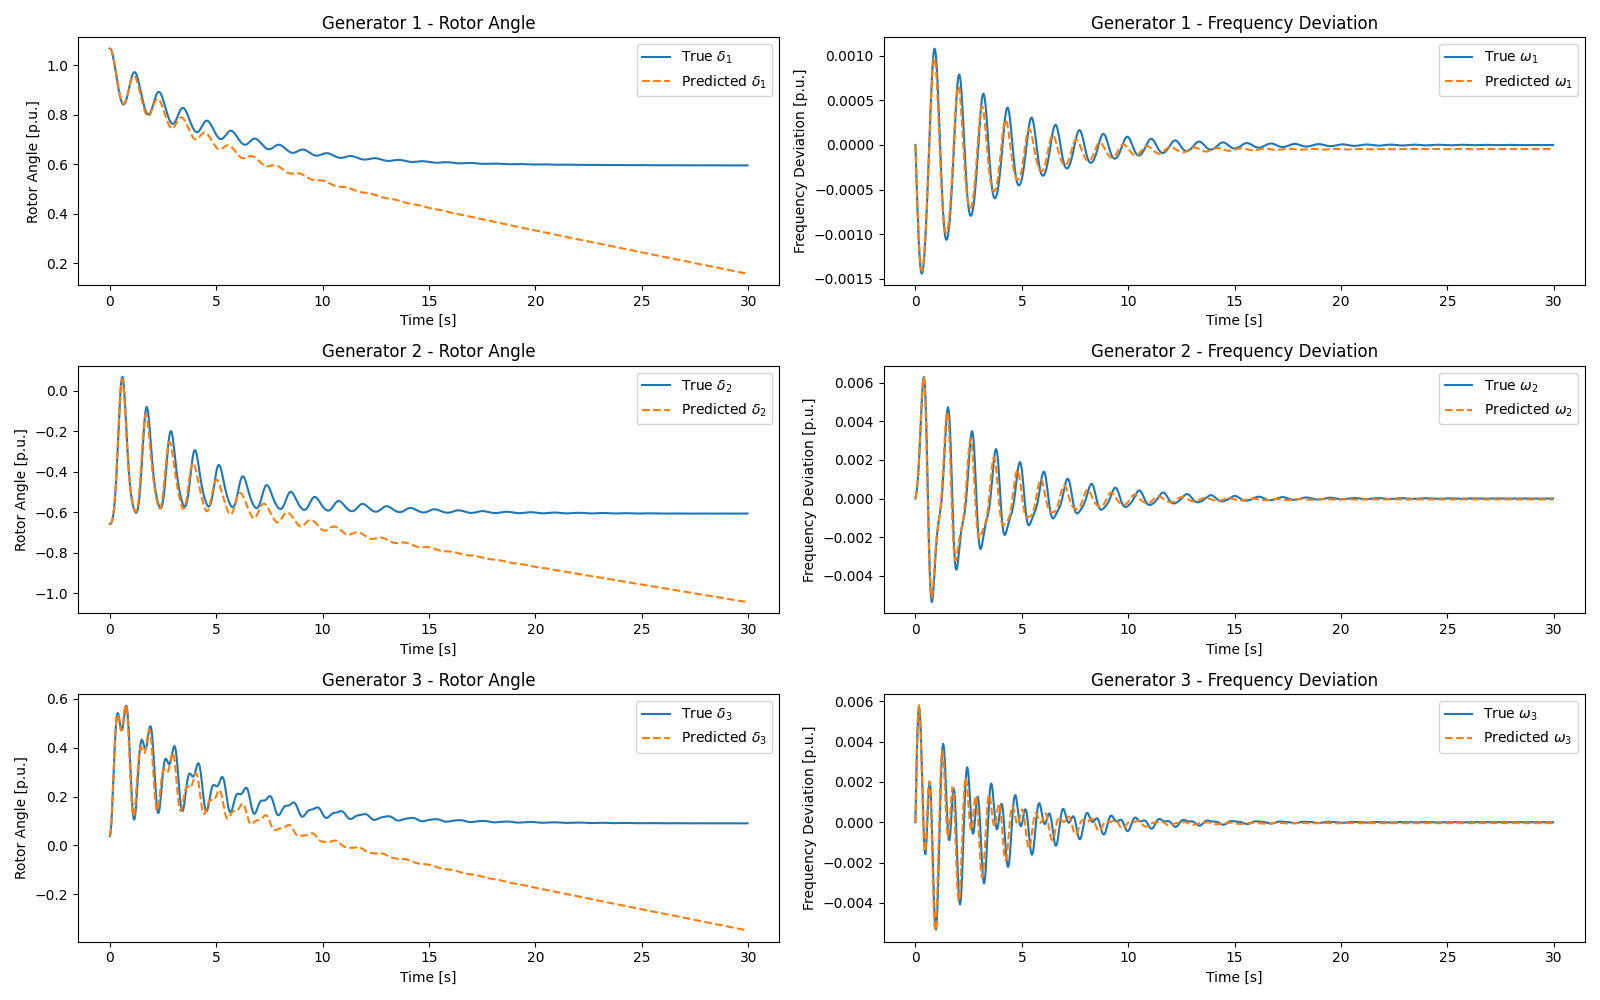 Generator 1 - Rotor Angle
Rotor Angle [p.u.]
1.0
0.8
0.6
0.4
0.2
True δ₁
Predicted δ₁
0 5 10 15 20 25 30
Time [s]
Generator 1 - Frequency Deviation
Frequency Deviation [p.u.]
0.0010
0.0005
0.0000
−0.0005
−0.0010
−0.0015
True ω₁
Predicted ω₁
0 5 10 15 20 25 30
Time [s]
Generator 2 - Rotor Angle
Rotor Angle [p.u.]
0.0
−0.2
−0.4
−0.6
−0.8
−1.0
True δ₂
Predicted δ₂
0 5 10 15 20 25 30
Time [s]
Generator 2 - Frequency Deviation
Frequency Deviation [p.u.]
0.006
0.004
0.002
0.000
−0.002
−0.004
True ω₂
Predicted ω₂
0 5 10 15 20 25 30
Time [s]
Generator 3 - Rotor Angle
Rotor Angle [p.u.]
0.6
0.4
0.2
0.0
−0.2
True δ₃
Predicted δ₃
0 5 10 15 20 25 30
Time [s]
Generator 3 - Frequency Deviation
Frequency Deviation [p.u.]
0.006
0.004
0.002
0.000
−0.002
−0.004
True ω₃
Predicted ω₃
0 5 10 15 20 25 30
Time [s]